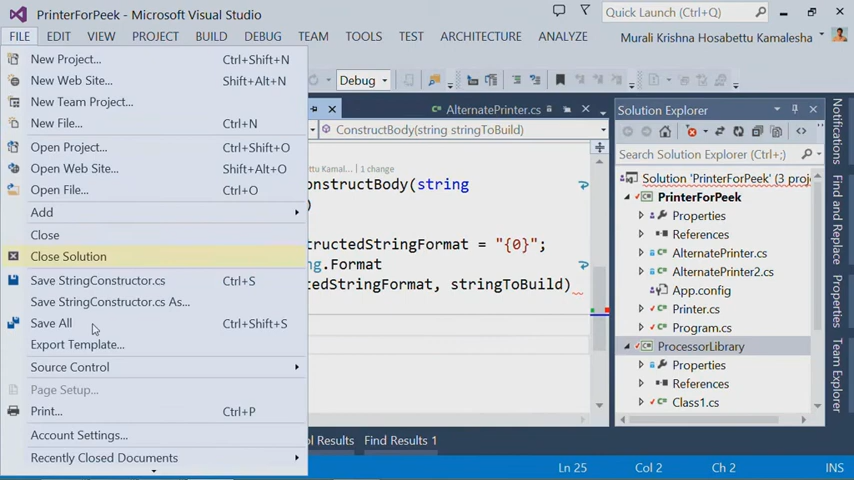 PrinterForPeek - Microsoft Visual Studio
Quick Launch (Ctrl+Q)
FILE EDIT VIEW PROJECT BUILD DEBUG TEAM TOOLS TEST ARCHITECTURE ANALYZE
Murali Krishna Hosabettu Kamalesha
New Project... Ctrl+Shift+N
New Web Site... Shift+Alt+N
New Team Project...
New File... Ctrl+N
Open Project... Ctrl+Shift+O
Open Web Site... Shift+Alt+O
Open File... Ctrl+O
Add
Close
Close Solution
Save StringConstructor.cs Ctrl+S
Save StringConstructor.cs As...
Save All Ctrl+Shift+S
Export Template...
Source Control
Page Setup...
Print... Ctrl+P
Account Settings...
Recently Closed Documents
Debug
AlternatePrinter.cs
ConstructBody(string stringToBuild)
| 1 change
onstructBody(string
)
tructedStringFormat = "{0}";
ng.Format
tedStringFormat, stringToBuild)
ol Results Find Results 1
Ln 25 Col 2 Ch 2 INS
Solution Explorer
Search Solution Explorer (Ctrl+;)
Solution 'PrinterForPeek' (3 proj
PrinterForPeek
Properties
References
AlternatePrinter.cs
AlternatePrinter2.cs
App.config
Printer.cs
Program.cs
ProcessorLibrary
Properties
References
Class1.cs
Notifications
Find and Replace
Properties
Team Explorer